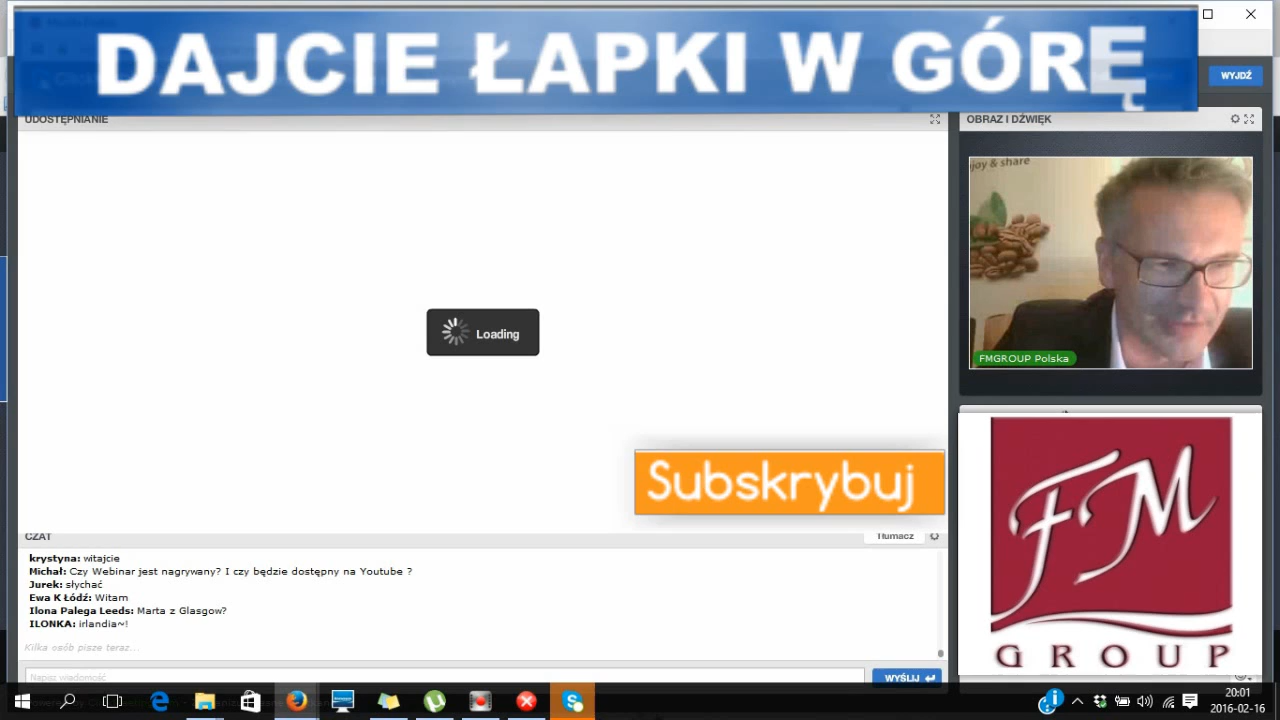 DAJCIE ŁAPKI W GÓRĘ
WYJDŹ
UDOSTĘPNIANIE
OBRAZ I DŹWIĘK
joy & share
FMGROUP Polska
Loading
Subskrybuj
FM
GROUP
CZAT
Tłumacz
krystyna: witajcie
Michał: Czy Webinar jest nagrywany? I czy będzie dostępny na Youtube ?
Jurek: słychać
Ewa K Łódź: Witam
Ilona Palega Leeds: Marta z Glasgow?
ILONKA: irlandia~!
Kilka osób pisze teraz...
Napisz wiadomość
WYŚLIJ
20:01
2016-02-16